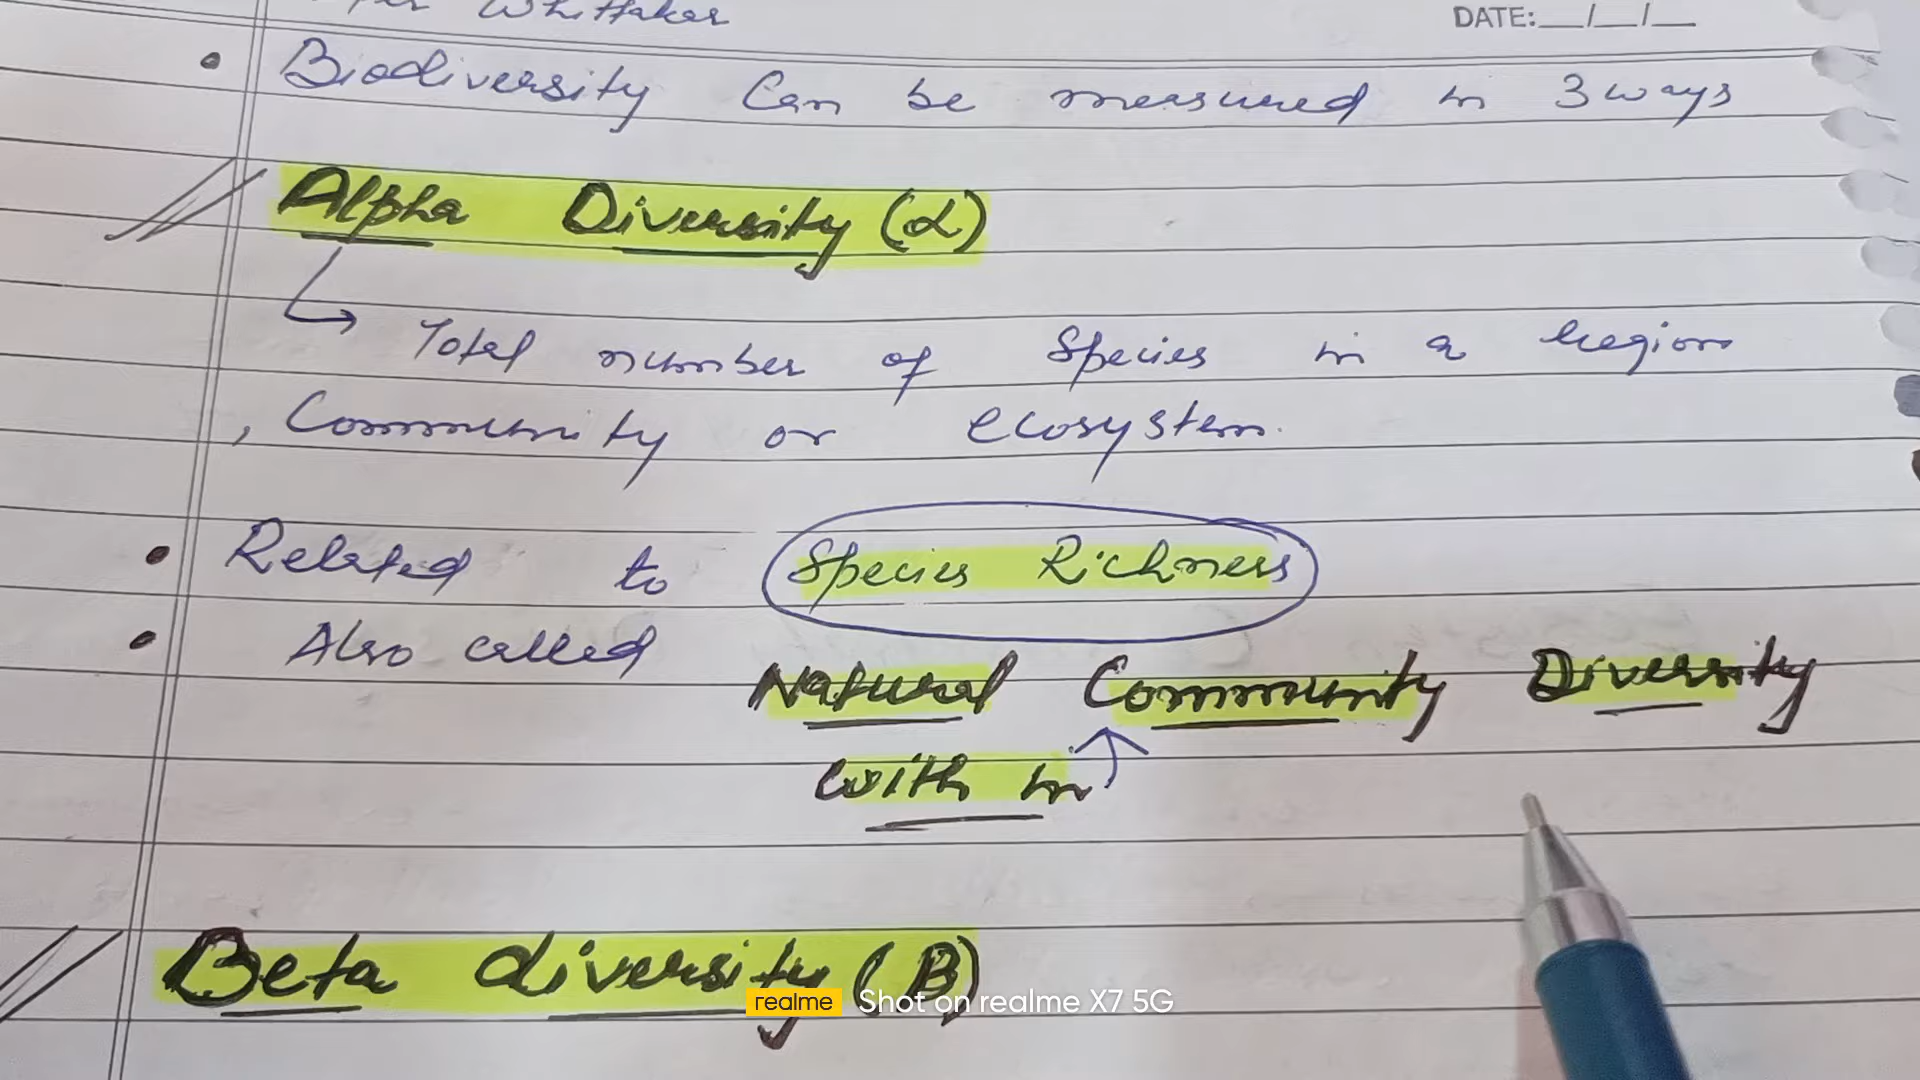 Whittaker
DATE:__/__/__
• Biodiversity Can be measured in 3 ways
Alpha Diversity (α)
↳ Total number of Species in a region
, Community or ecosystem.
• Related to Species Richness
• Also called Natural Community Diversity
with in
Beta diversity (B)
realme Shot on realme X7 5G